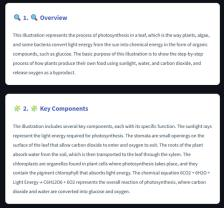 🔍 1. 🔍 Overview
This illustration represents the process of photosynthesis in a leaf, which is the way plants, algae,
and some bacteria convert light energy from the sun into chemical energy in the form of organic
compounds, such as glucose. The basic purpose of this illustration is to show the step-by-step
process of how plants produce their own food using sunlight, water, and carbon dioxide, and
release oxygen as a byproduct.
🌟 2. 🌟 Key Components
The illustration includes several key components, each with its specific function. The sunlight rays
represent the light energy required for photosynthesis. The stomata are small openings on the
surface of the leaf that allow carbon dioxide to enter and oxygen to exit. The roots of the plant
absorb water from the soil, which is then transported to the leaf through the xylem. The
chloroplasts are organelles found in plant cells where photosynthesis takes place, and they
contain the pigment chlorophyll that absorbs light energy. The chemical equation 6CO2 + 6H2O +
Light Energy → C6H12O6 + 6O2 represents the overall reaction of photosynthesis, where carbon
dioxide and water are converted into glucose and oxygen.